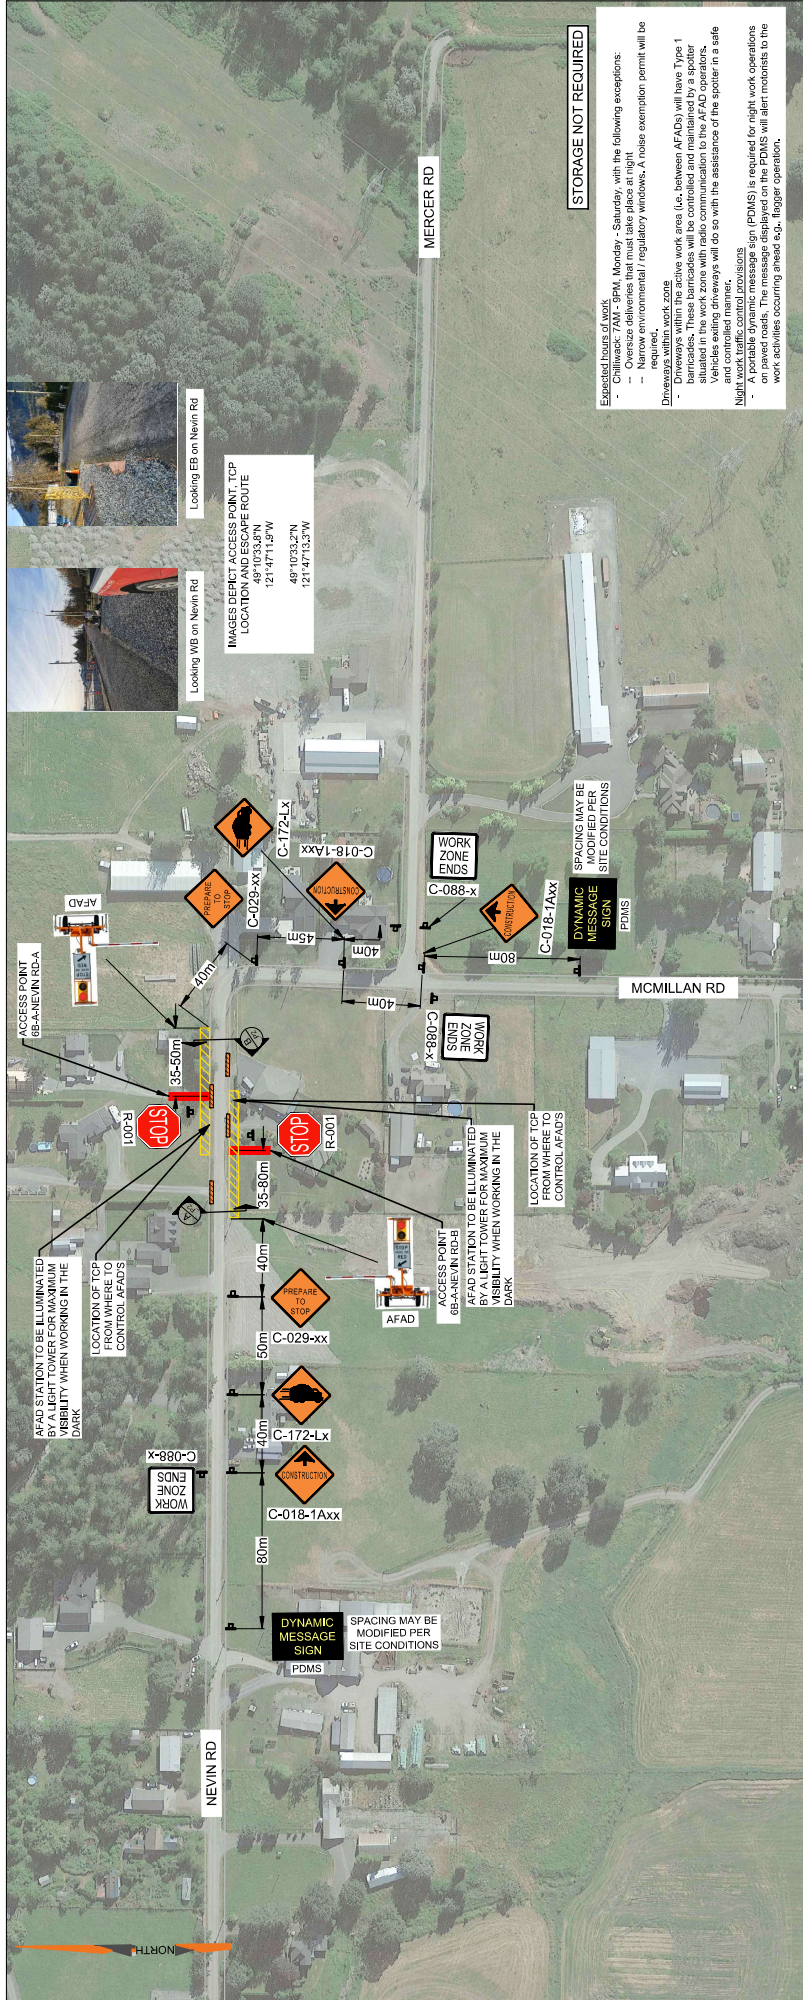 Looking WB on Nevin Rd
Looking EB on Nevin Rd
IMAGES DEPICT ACCESS POINT, TCP
LOCATION AND ESCAPE ROUTE
49°10'33.8"N
121°47'11.9"W
49°10'33.2"N
121°47'13.3"W
MERCER RD
STORAGE NOT REQUIRED
Expected hours of work
- Chilliwack: 7AM - 9PM, Monday - Saturday, with the following exceptions:
-- Oversize deliveries that must take place at night
-- Narrow environmental / regulatory windows. A noise exemption permit will be
required.
Driveways within work zone
- Driveways within the active work area (i.e. between AFADs) will have Type 1
barricades. These barricades will be controlled and maintained by a spotter
situated in the work zone with radio communication to the AFAD operators.
Vehicles exiting driveways will do so with the assistance of the spotter in a safe
and controlled manner.
Night work traffic control provisions
- A portable dynamic message sign (PDMS) is required for night work operations
on paved roads. The message displayed on the PDMS will alert motorists to the
work activities occurring ahead e.g., flagger operation.
AFAD
ACCESS POINT
6B-A-NEVIN RD-A
PREPARE
TO
STOP
C-029-xx
C-172-Lx
C-018-1Axx
CONSTRUCTION
40m
45m
40m
40m
80m
WORK
ZONE
ENDS
C-088-x
CONSTRUCTION
C-018-1Axx
SPACING MAY BE
MODIFIED PER
SITE CONDITIONS
DYNAMIC
MESSAGE
SIGN
PDMS
MCMILLAN RD
C-088-x
WORK
ZONE
ENDS
35-50m
R-001
STOP
STOP
R-001
35-80m
LOCATION OF TCP
FROM WHERE TO
CONTROL AFAD'S
AFAD STATION TO BE ILLUMINATED
BY A LIGHT TOWER FOR MAXIMUM
VISIBILITY WHEN WORKING IN THE
DARK
ACCESS POINT
6B-A-NEVIN RD-B
AFAD
AFAD STATION TO BE ILLUMINATED
BY A LIGHT TOWER FOR MAXIMUM
VISIBILITY WHEN WORKING IN THE
DARK
LOCATION OF TCP
FROM WHERE TO
CONTROL AFAD'S
40m
PREPARE
TO
STOP
C-029-xx
50m
C-172-Lx
40m
CONSTRUCTION
C-018-1Axx
C-088-x
WORK
ZONE
ENDS
80m
DYNAMIC
MESSAGE
SIGN
PDMS
SPACING MAY BE
MODIFIED PER
SITE CONDITIONS
NEVIN RD
NORTH